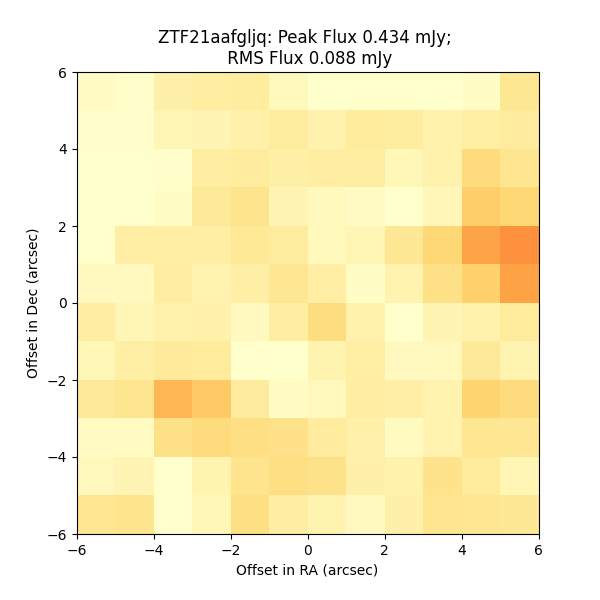 ZTF21aafgljq: Peak Flux 0.434 mJy;
RMS Flux 0.088 mJy
6
4
2
0
−2
−4
−6
Offset in Dec (arcsec)
−6 −4 −2 0 2 4 6
Offset in RA (arcsec)